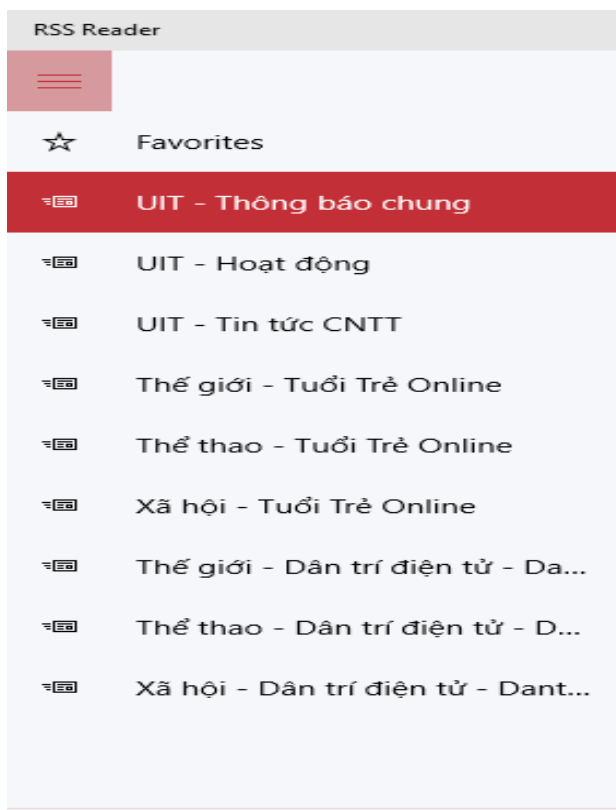 RSS Reader
Favorites
UIT - Thông báo chung
UIT - Hoạt động
UIT - Tin tức CNTT
Thế giới - Tuổi Trẻ Online
Thể thao - Tuổi Trẻ Online
Xã hội - Tuổi Trẻ Online
Thế giới - Dân trí điện tử - Da...
Thể thao - Dân trí điện tử - D...
Xã hội - Dân trí điện tử - Dant...